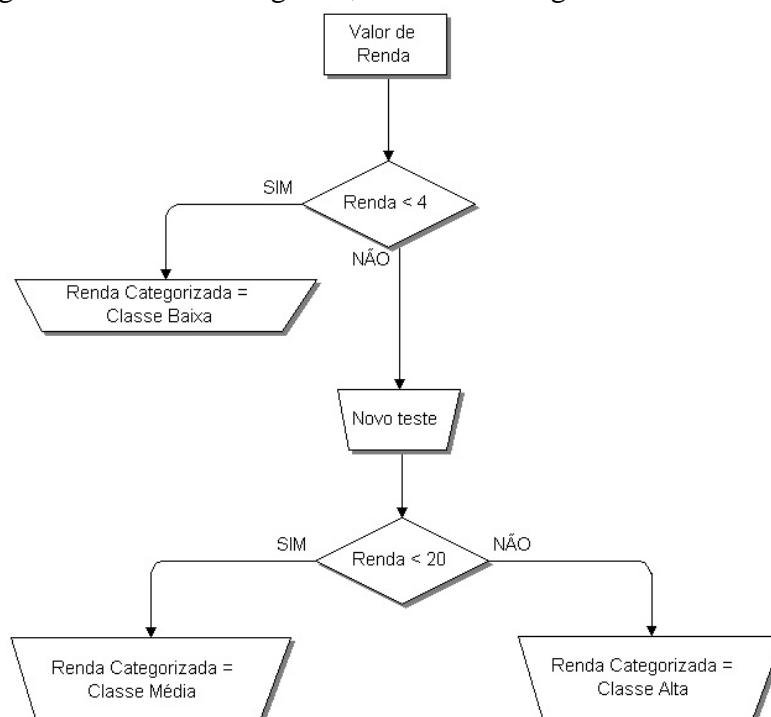 Valor de
Renda
SIM
Renda < 4
NÃO
Renda Categorizada =
Classe Baixa
Novo teste
SIM
Renda < 20
NÃO
Renda Categorizada =
Classe Média
Renda Categorizada =
Classe Alta